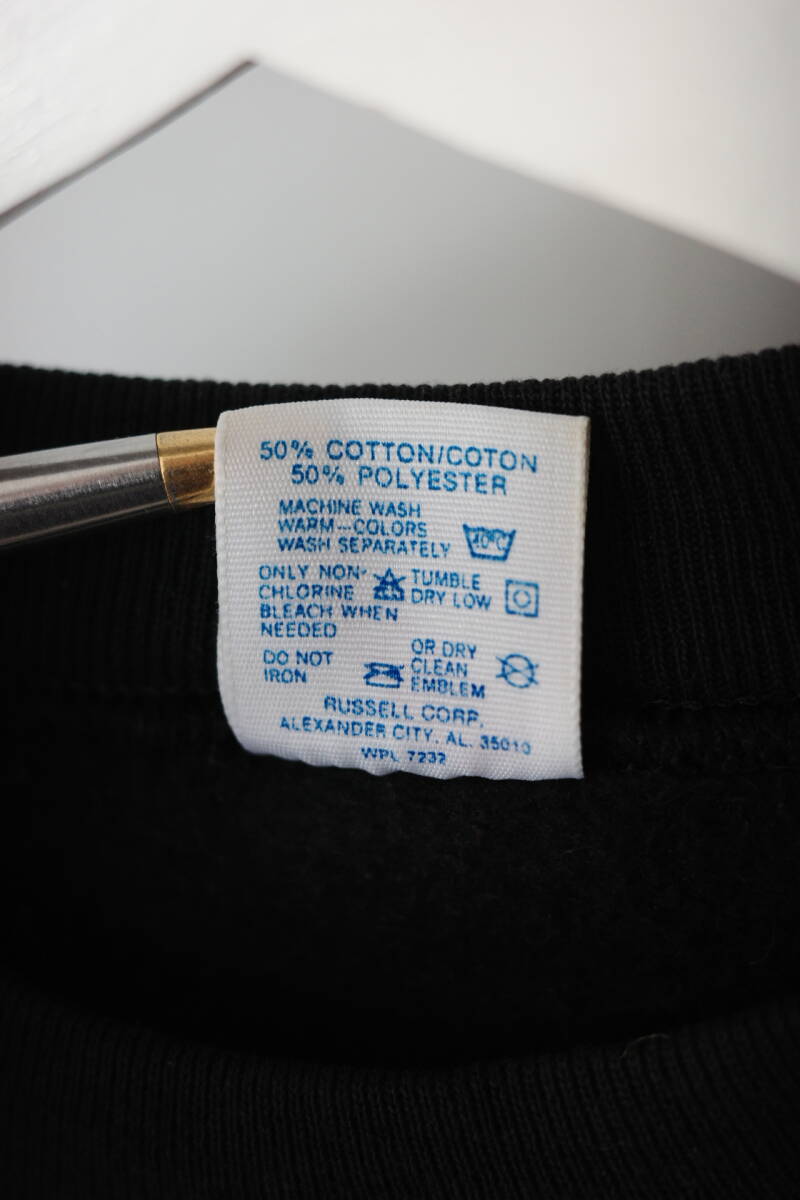 50% COTTON/COTON
50% POLYESTER
MACHINE WASH
WARM-COLORS
WASH SEPARATELY
40°C
ONLY NON-
CHLORINE
BLEACH WHEN
NEEDED
TUMBLE
DRY LOW
DO NOT
IRON
OR DRY
CLEAN
EMBLEM
RUSSELL CORP.
ALEXANDER CITY, AL. 35010
WPL 7232